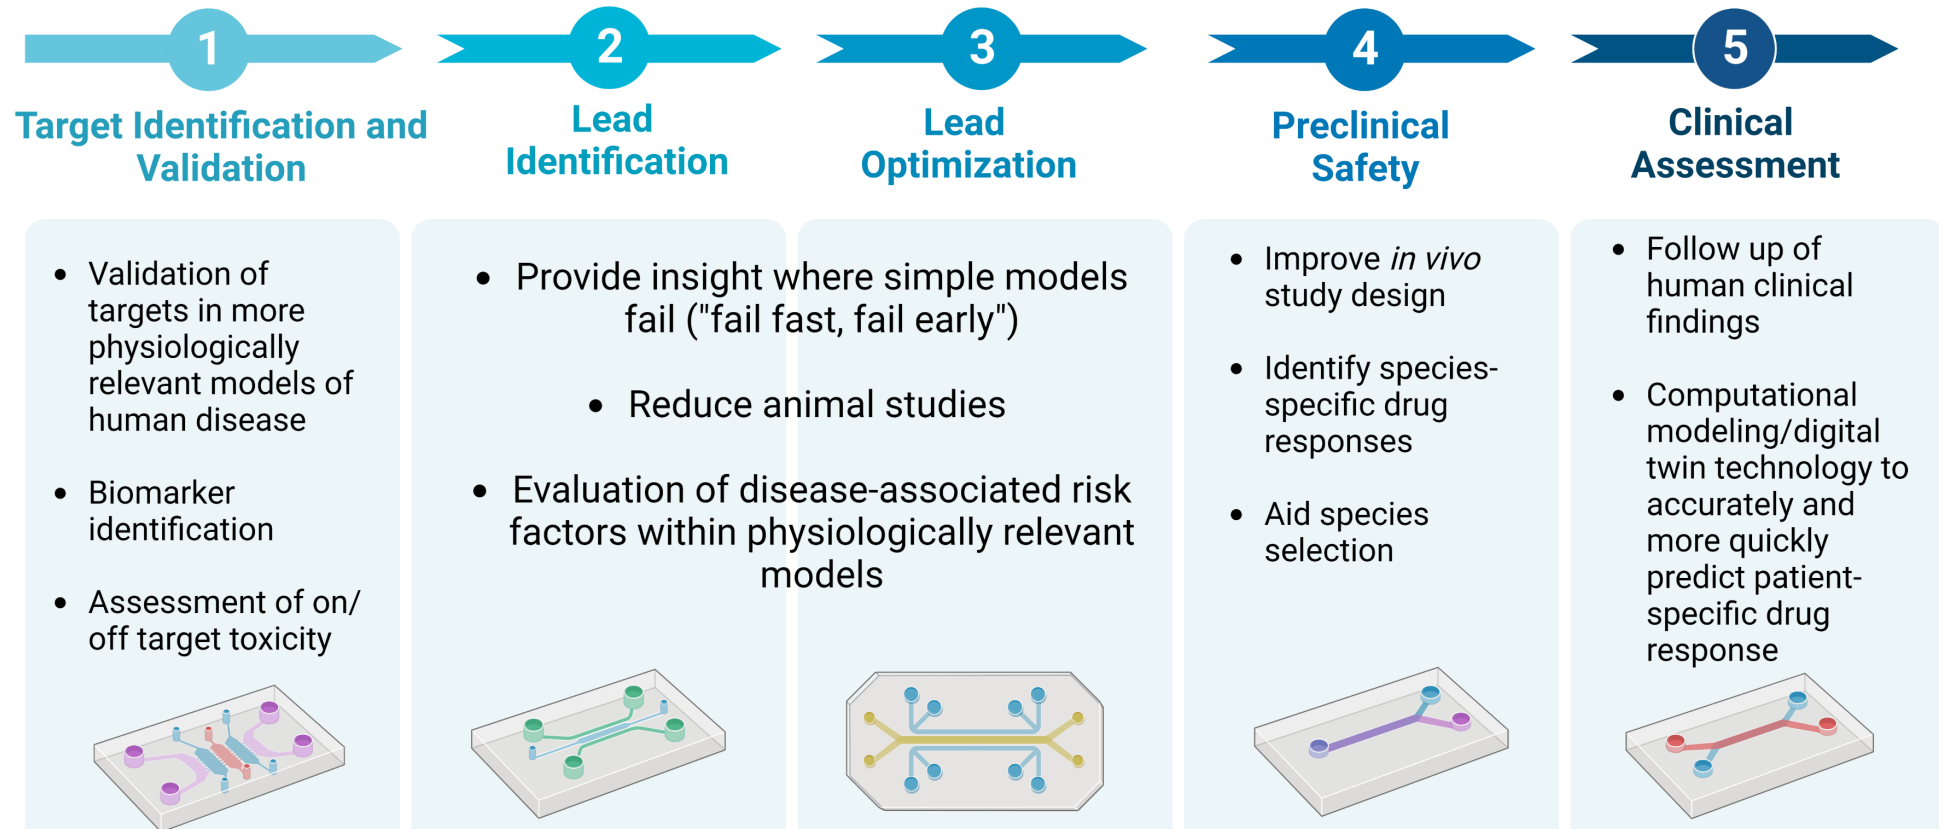 1
2
3
4
5
Target Identification and
Validation
Lead
Identification
Lead
Optimization
Preclinical
Safety
Clinical
Assessment
• Validation of
targets in more
physiologically
relevant models of
human disease
• Biomarker
identification
• Assessment of on/
off target toxicity
• Provide insight where simple models
fail ("fail fast, fail early")
• Reduce animal studies
• Evaluation of disease-associated risk
factors within physiologically relevant
models
• Improve in vivo
study design
• Identify species-
specific drug
responses
• Aid species
selection
• Follow up of
human clinical
findings
• Computational
modeling/digital
twin technology to
accurately and
more quickly
predict patient-
specific drug
response